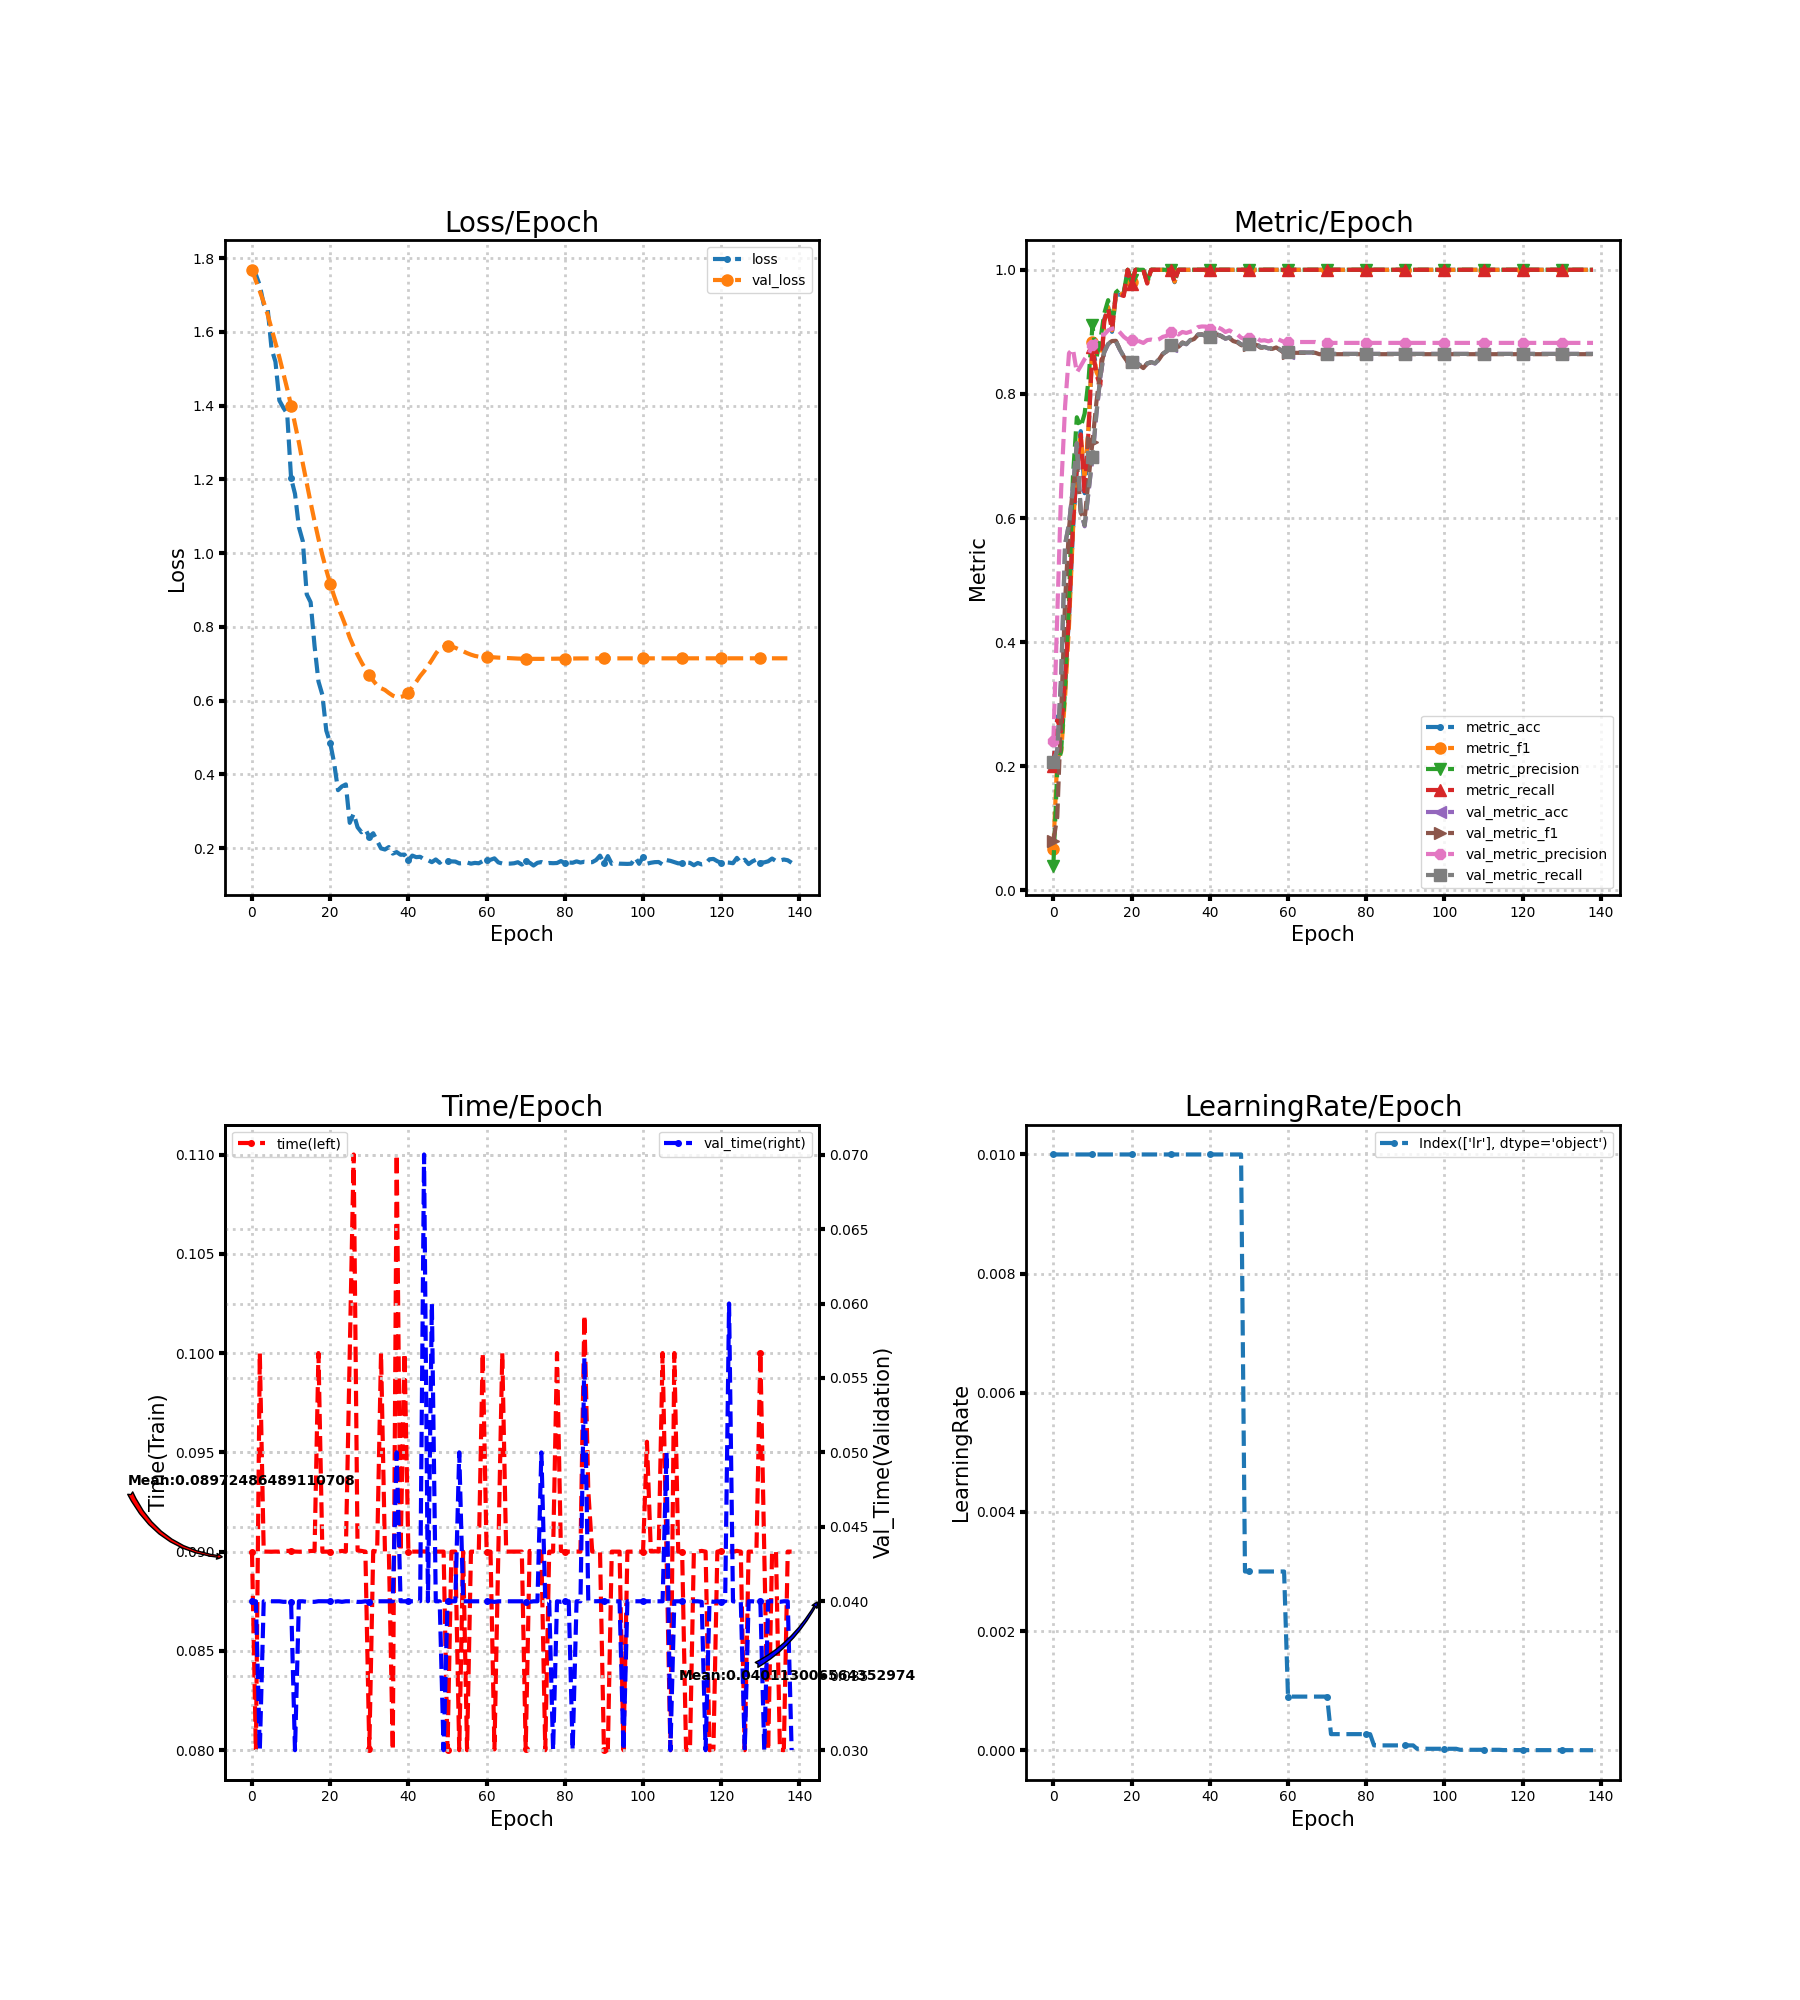 Loss/Epoch
1.8
1.6
1.4
1.2
1.0
0.8
0.6
0.4
0.2
Loss
loss
val_loss
0 20 40 60 80 100 120 140
Epoch
Metric/Epoch
1.0
0.8
0.6
0.4
0.2
0.0
Metric
metric_acc
metric_f1
metric_precision
metric_recall
val_metric_acc
val_metric_f1
val_metric_precision
val_metric_recall
0 20 40 60 80 100 120 140
Epoch
Time/Epoch
time(left)
val_time(right)
0.110
0.105
0.100
0.095
0.090
0.085
0.080
Time(Train)
Mean:0.08972486489110708
0.070
0.065
0.060
0.055
0.050
0.045
0.040
0.035
0.030
Val_Time(Validation)
Mean:0.040113006564352974
0 20 40 60 80 100 120 140
Epoch
LearningRate/Epoch
Index(['lr'], dtype='object')
0.010
0.008
0.006
0.004
0.002
0.000
LearningRate
0 20 40 60 80 100 120 140
Epoch